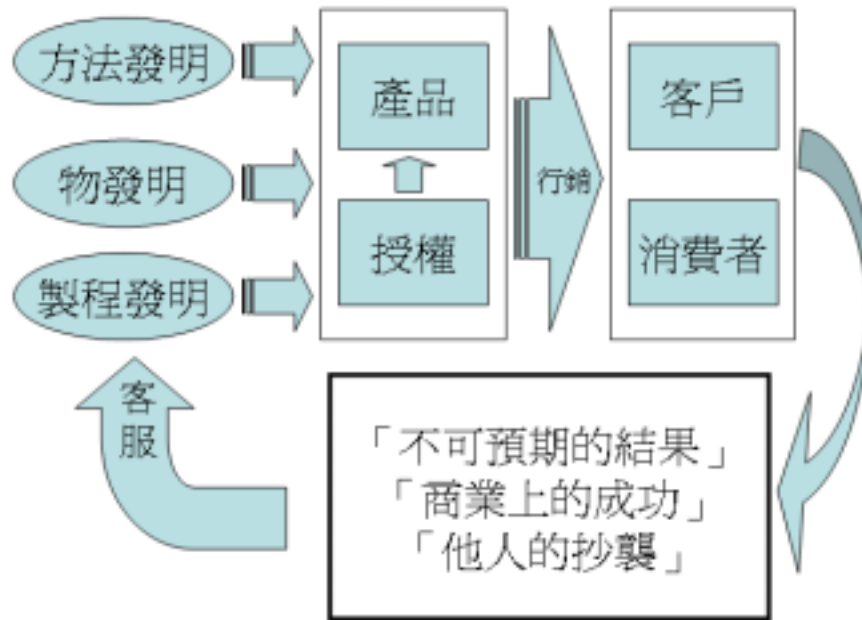 方法發明
物發明
製程發明
產品
授權
行銷
客戶
消費者
客服
「不可預期的結果」
「商業上的成功」
「他人的抄襲」